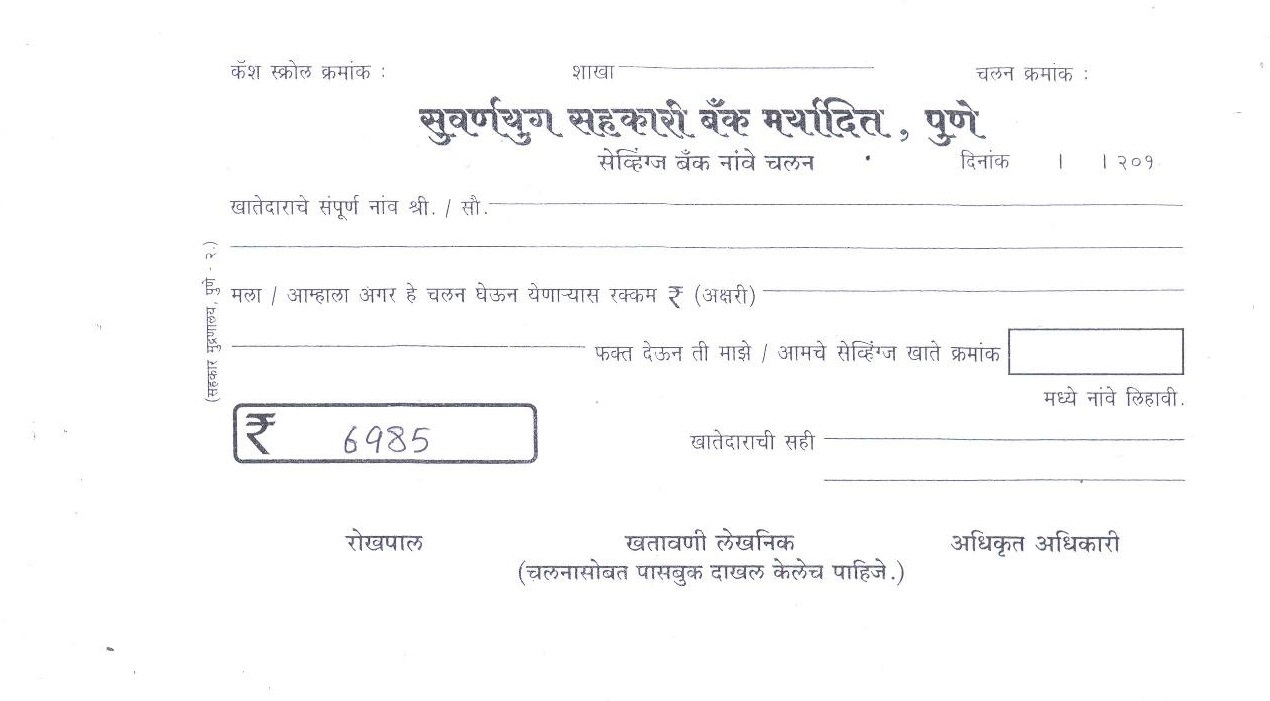 कॅश स्क्रोल क्रमांक : शाखा चलन क्रमांक :
सुवर्णयुग सहकारी बँक मर्यादित, पुणे
सेव्हिंग्ज बँक नांवे चलन दिनांक । । २०१
खातेदाराचे संपूर्ण नांव श्री. / सौ.
मला / आम्हाला अगर हे चलन घेऊन येणाऱ्यास रक्कम ₹ (अक्षरी)
फक्त देऊन ती माझे / आमचे सेव्हिंग्ज खाते क्रमांक
मध्ये नांवे लिहावी.
₹ 6985
खातेदाराची सही
रोखपाल खतावणी लेखनिक अधिकृत अधिकारी
(चलनासोबत पासबुक दाखल केलेच पाहिजे.)
(सहकार मुद्रणालय, पुणे - २.)